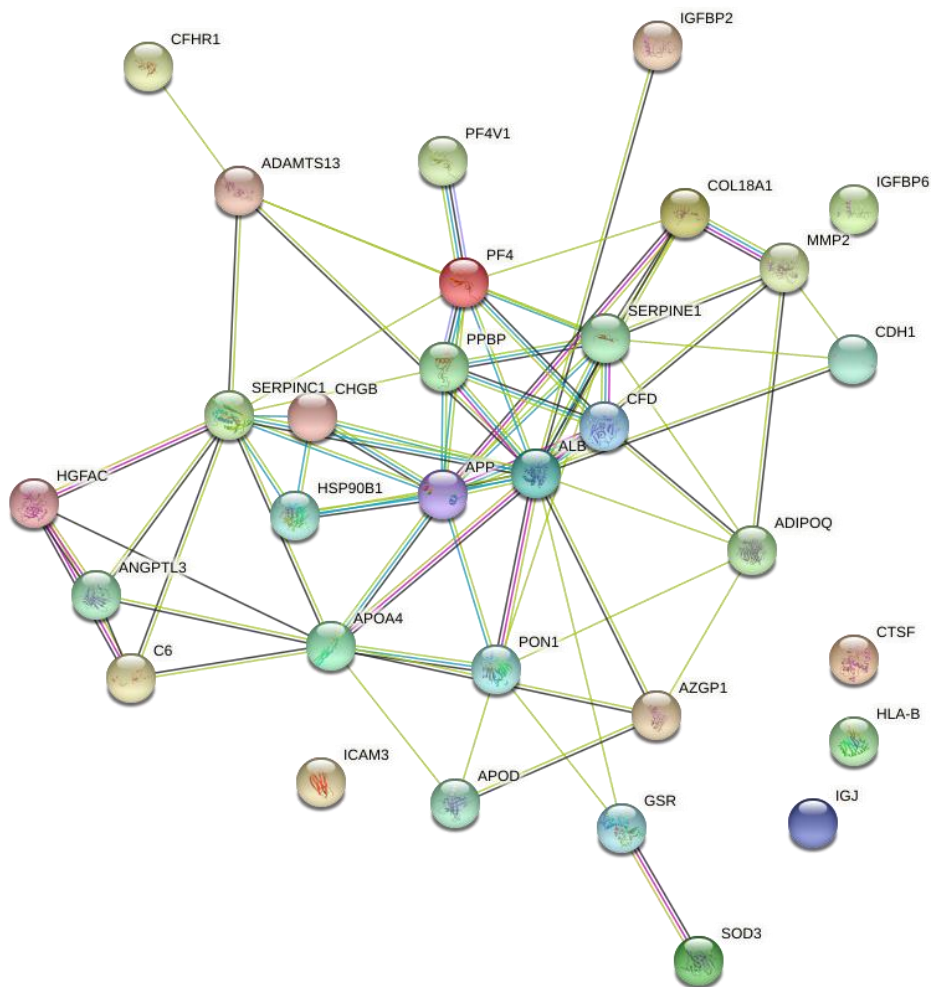 IGFBP2
CFHR1
PF4V1
ADAMTS13
COL18A1
IGFBP6
MMP2
PF4
SERPINE1
CDH1
PPBP
SERPINC1
CHGB
CFD
ALB
APP
HGFAC
HSP90B1
ADIPOQ
ANGPTL3
APOA4
C6
PON1
CTSF
AZGP1
HLA-B
ICAM3
APOD
GSR
IGJ
SOD3